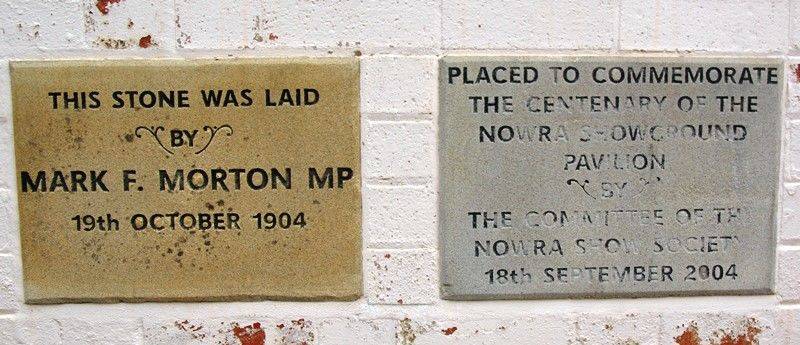 THIS STONE WAS LAID
BY
MARK F. MORTON MP
19th OCTOBER 1904
PLACED TO COMMEMORATE
THE CENTENARY OF THE
NOWRA SHOWGROUND
PAVILION
BY
THE COMMITTEE OF THE
NOWRA SHOW SOCIETY
18th SEPTEMBER 2004